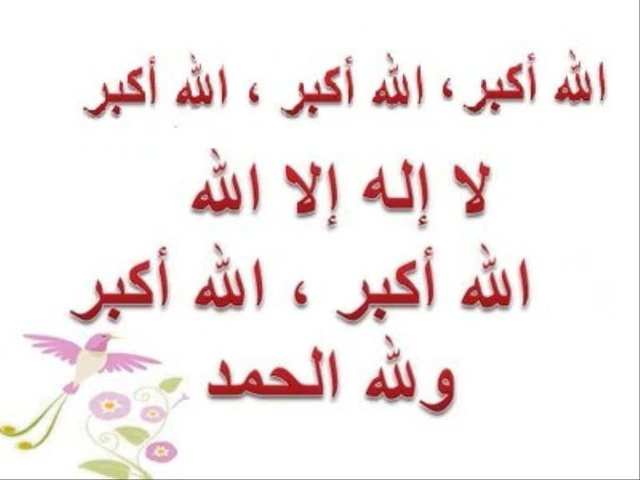 الله أكبر، الله أكبر ، الله أكبر
لا إله إلا الله
الله أكبر ، الله أكبر
ولله الحمد